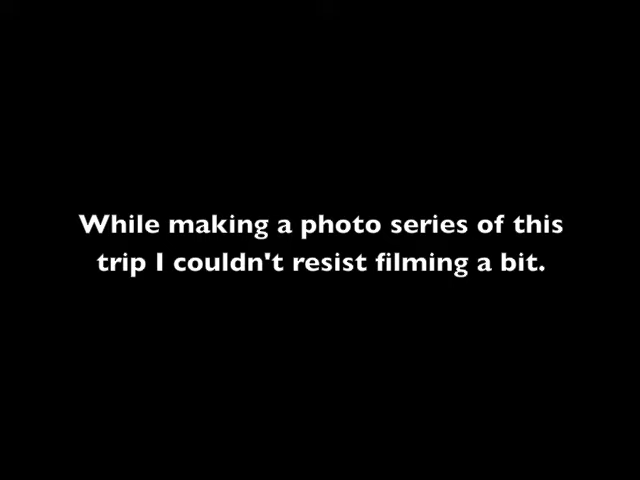 While making a photo series of this
trip I couldn't resist filming a bit.